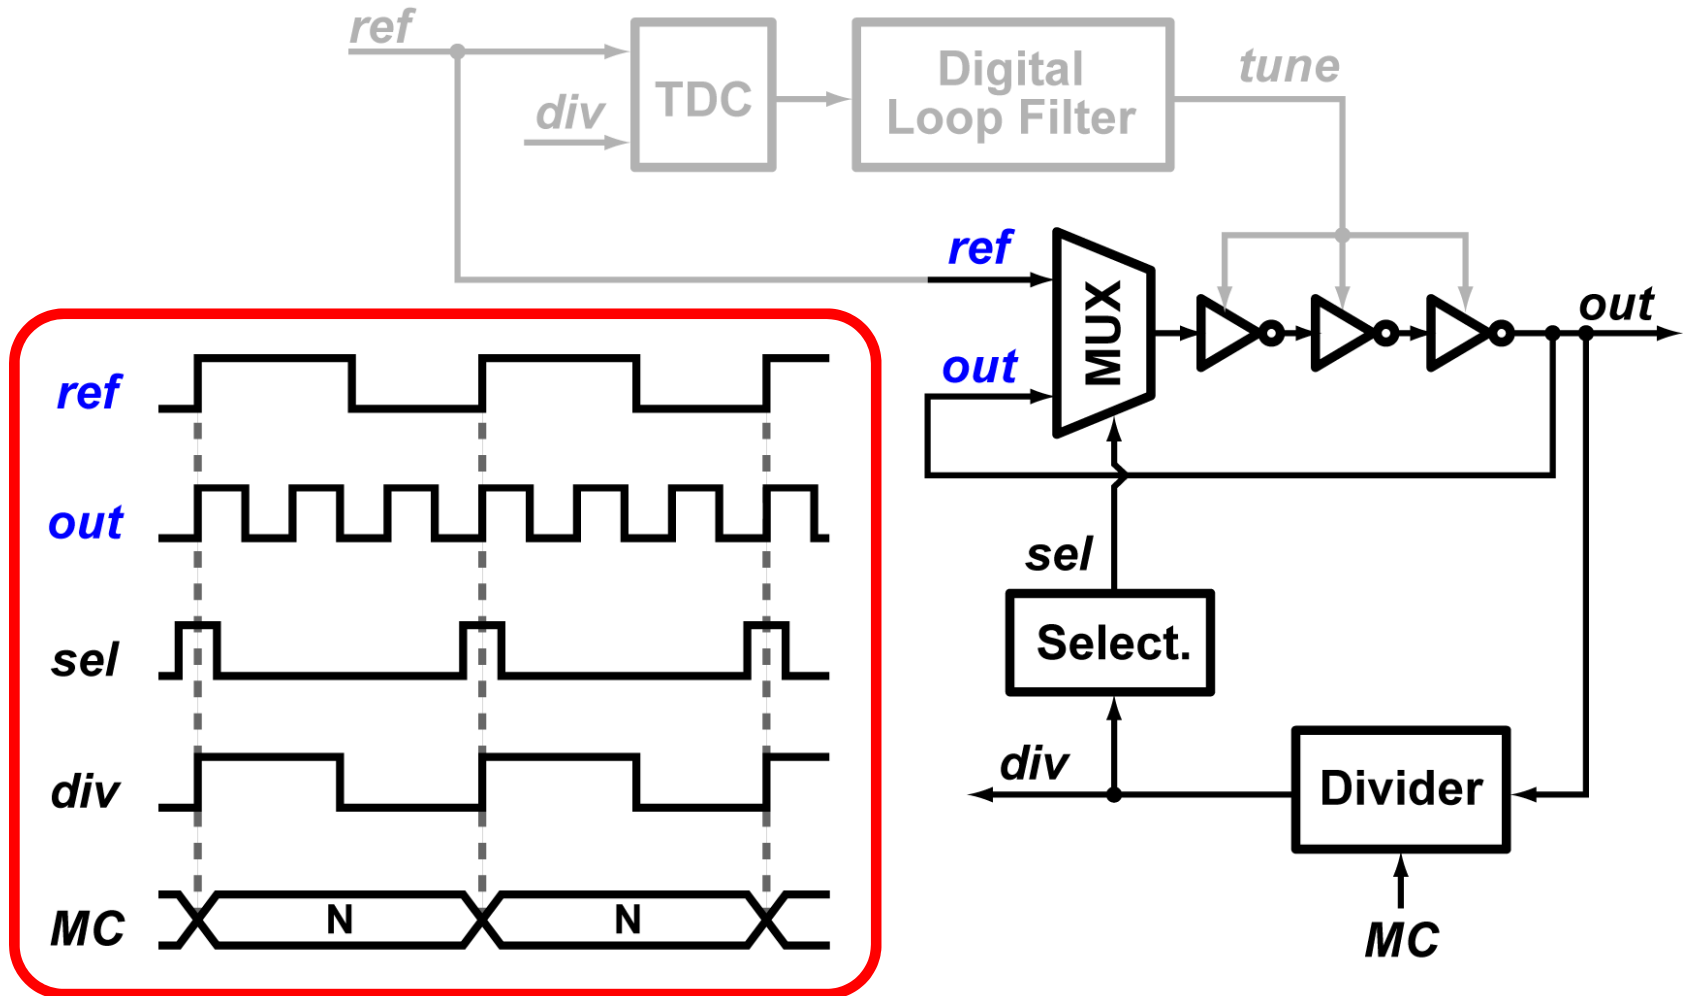 ref
div
TDC
Digital
Loop Filter
tune
ref
out
MUX
out
sel
Select.
div
Divider
MC
ref
out
sel
div
MC
N
N